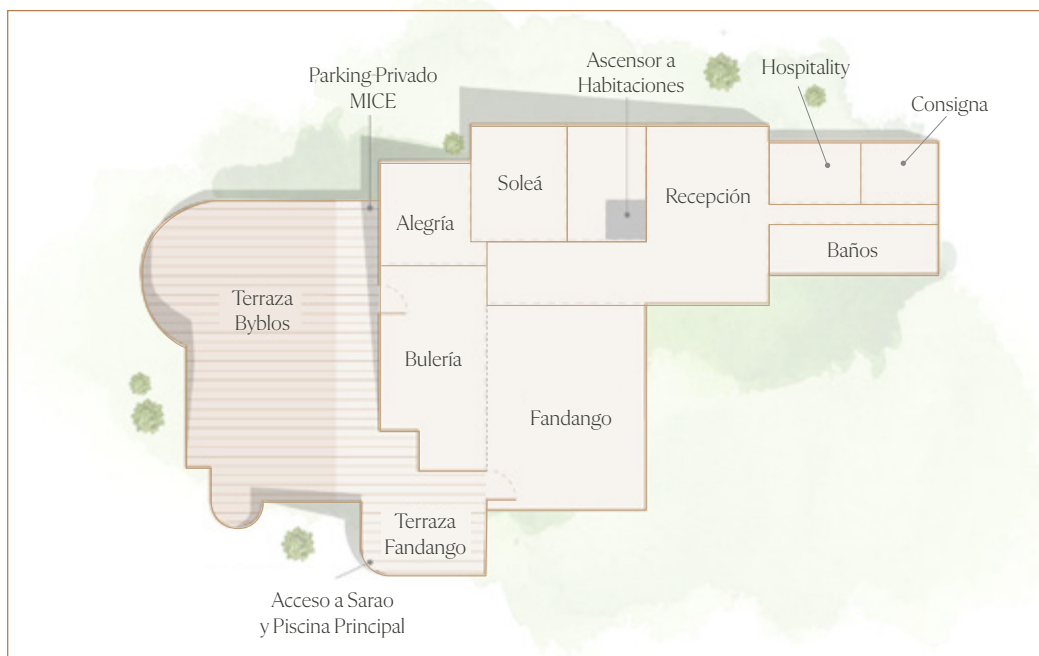 Parking Privado
MICE
Ascensor a
Habitaciones
Hospitality
Consigna
Soleá
Recepción
Alegría
Baños
Terraza
Byblos
Bulería
Fandango
Terraza
Fandango
Acceso a Sarao
y Piscina Principal